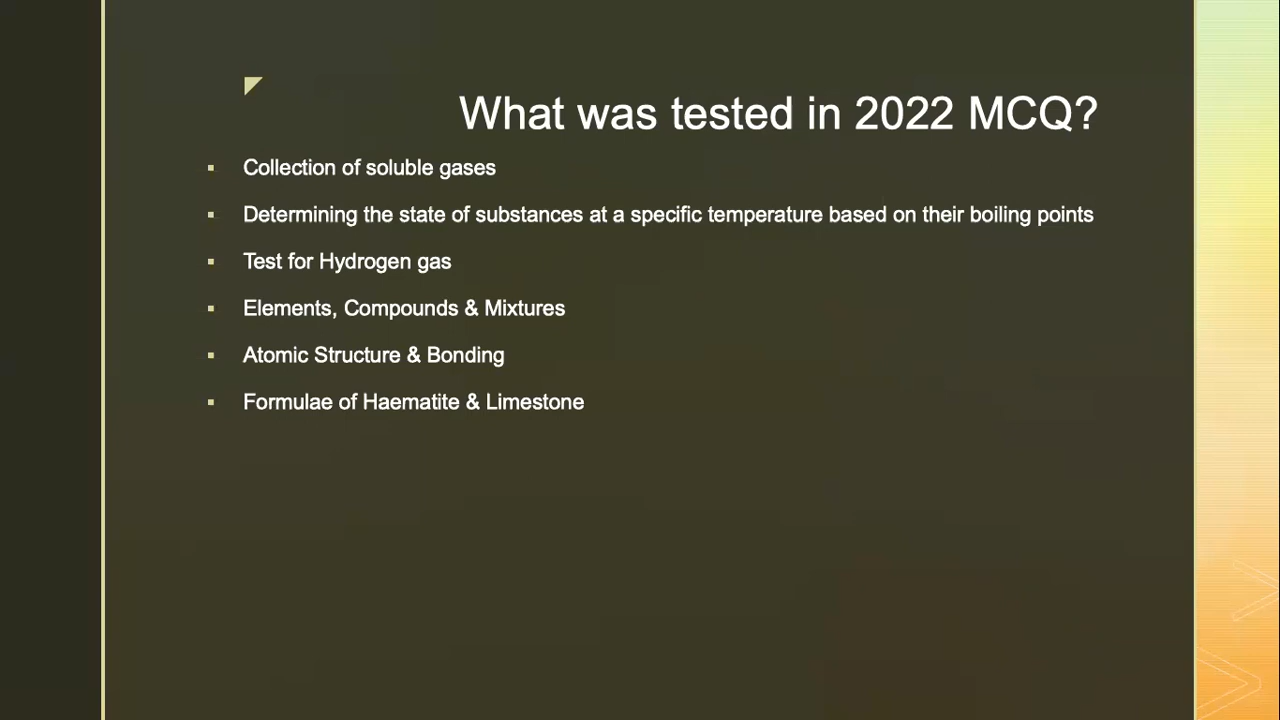 What was tested in 2022 MCQ?
▪ Collection of soluble gases
▪ Determining the state of substances at a specific temperature based on their boiling points
▪ Test for Hydrogen gas
▪ Elements, Compounds & Mixtures
▪ Atomic Structure & Bonding
▪ Formulae of Haematite & Limestone